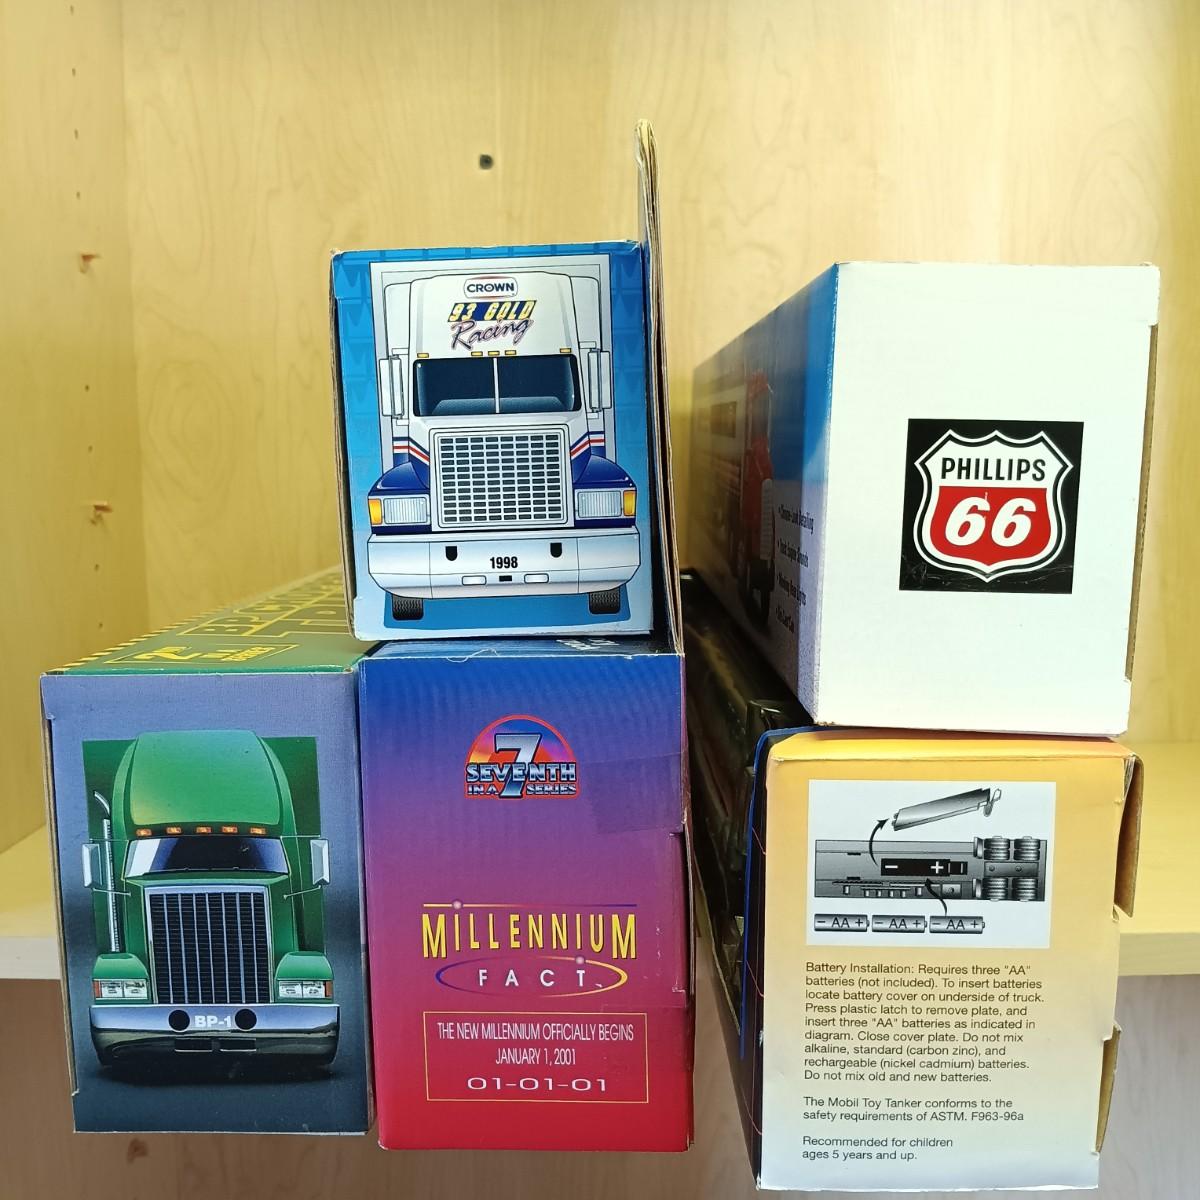 CROWN
93 GOLD
Racing
1998
PHILLIPS
66
2ND
IN A
SERIES
BP-1
7
SEVENTH
IN A SERIES
MILLENNIUM
FACT™
THE NEW MILLENNIUM OFFICIALLY BEGINS
JANUARY 1, 2001
01-01-01
- AA + - AA + - AA +
Battery Installation: Requires three "AA"
batteries (not included). To insert batteries
locate battery cover on underside of truck.
Press plastic latch to remove plate, and
insert three "AA" batteries as indicated in
diagram. Close cover plate. Do not mix
alkaline, standard (carbon zinc), and
rechargeable (nickel cadmium) batteries.
Do not mix old and new batteries.
The Mobil Toy Tanker conforms to the
safety requirements of ASTM. F963-96a
Recommended for children
ages 5 years and up.